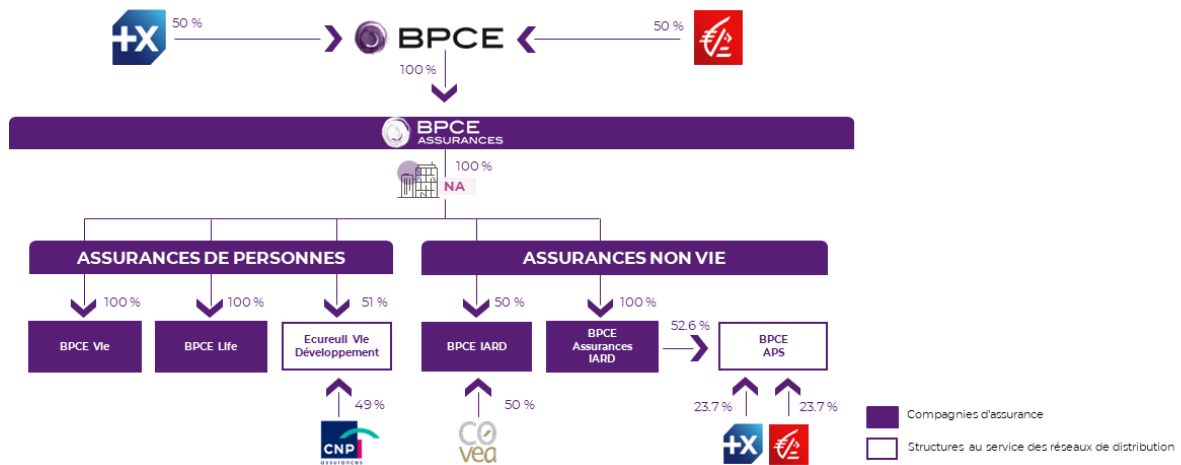 50 %
BPCE
50 %
100 %
BPCE
ASSURANCES
100 %
NA
ASSURANCES DE PERSONNES
ASSURANCES NON VIE
100 %
100 %
51 %
50 %
100 %
BPCE Vie
BPCE Life
Ecureuil Vie
Développement
BPCE IARD
BPCE
Assurances
IARD
52.6 %
BPCE
APS
49 %
50 %
23.7 %
23.7 %
CNP
assurances
COvea
Compagnies d'assurance
Structures au service des réseaux de distribution